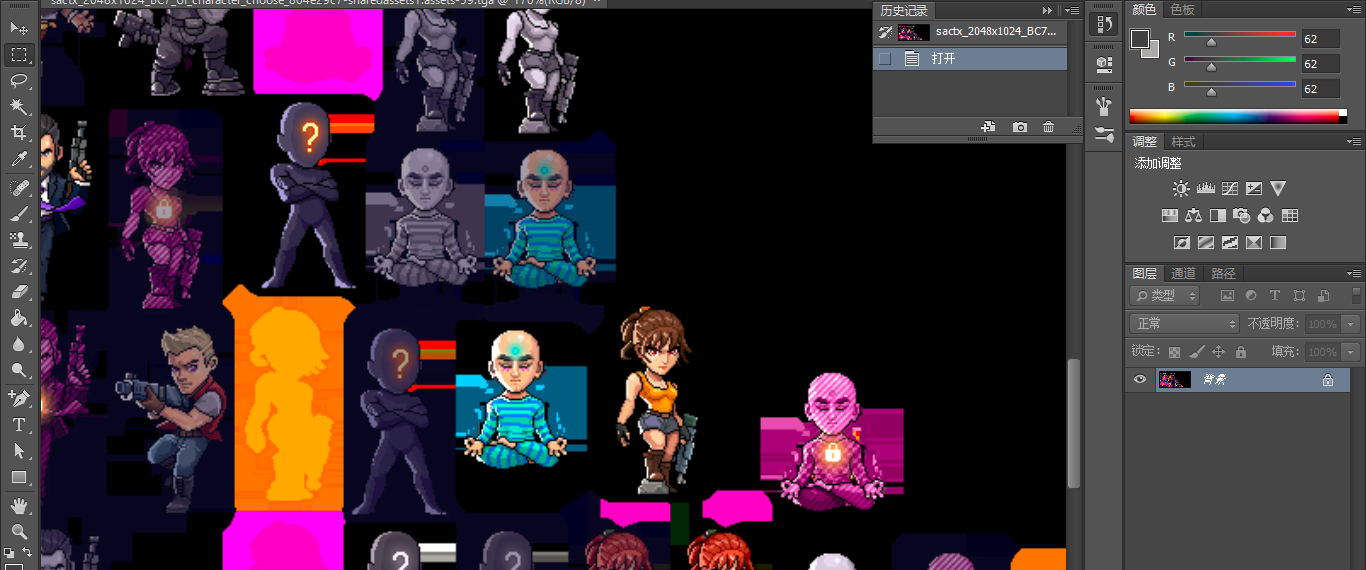 sactx_2048x1024_BC7_UI_character_choose_804e29c7-sharedassets1.assets-59.tga @ 170%(RGB/8) ×
历史记录
sactx_2048x1024_BC7...
打开
颜色 色板
R 62
G 62
B 62
调整 样式
添加调整
图层 通道 路径
类型 T
正常 不透明度: 100%
锁定: 填充: 100%
背景
T
?
?
?
?